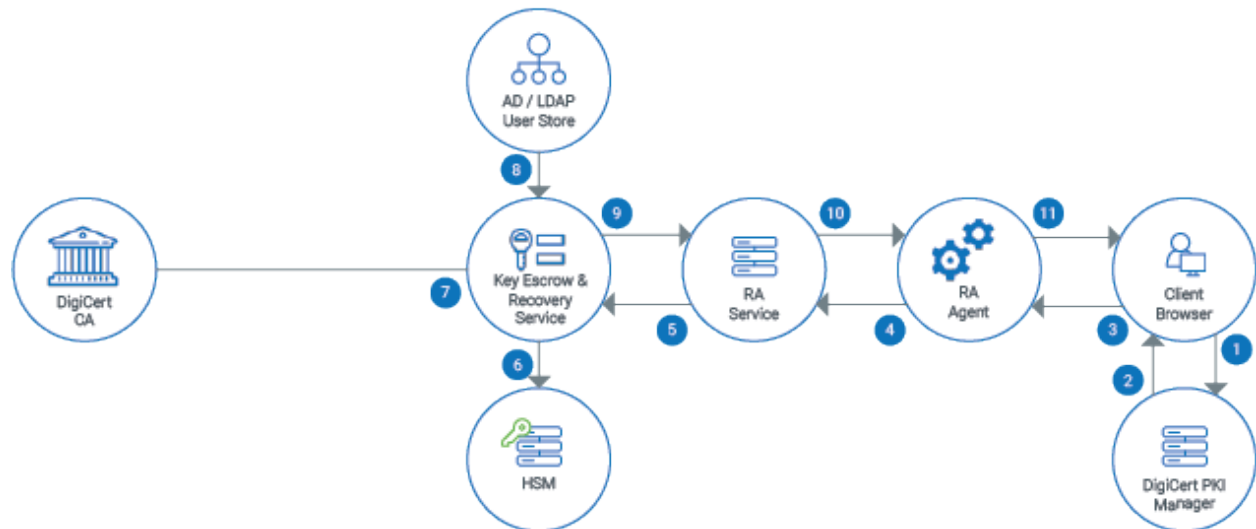 AD / LDAP
User Store
8
9
10
11
DigiCert
CA
7
Key Escrow &
Recovery
Service
RA
Service
RA
Agent
Client
Browser
5
4
3
1
6
2
HSM
DigiCert PKI
Manager